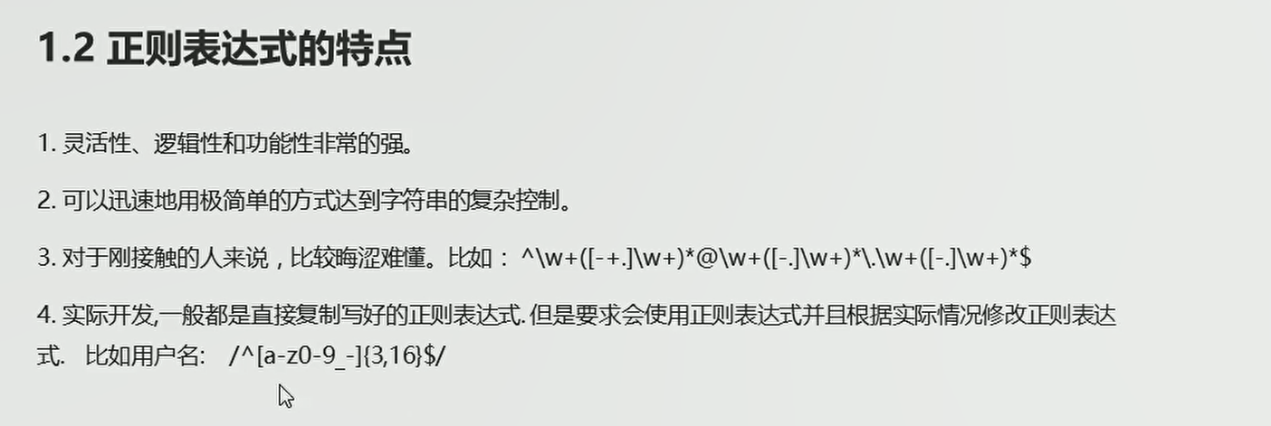 1.2 正则表达式的特点
1. 灵活性、逻辑性和功能性非常的强。
2. 可以迅速地用极简单的方式达到字符串的复杂控制。
3. 对于刚接触的人来说，比较晦涩难懂。比如： ^\w+([-+.]\w+)*@\w+([-.]\w+)*\.\w+([-.]\w+)*$
4. 实际开发,一般都是直接复制写好的正则表达式. 但是要求会使用正则表达式并且根据实际情况修改正则表达
式. 比如用户名: /^[a-z0-9_-]{3,16}$/